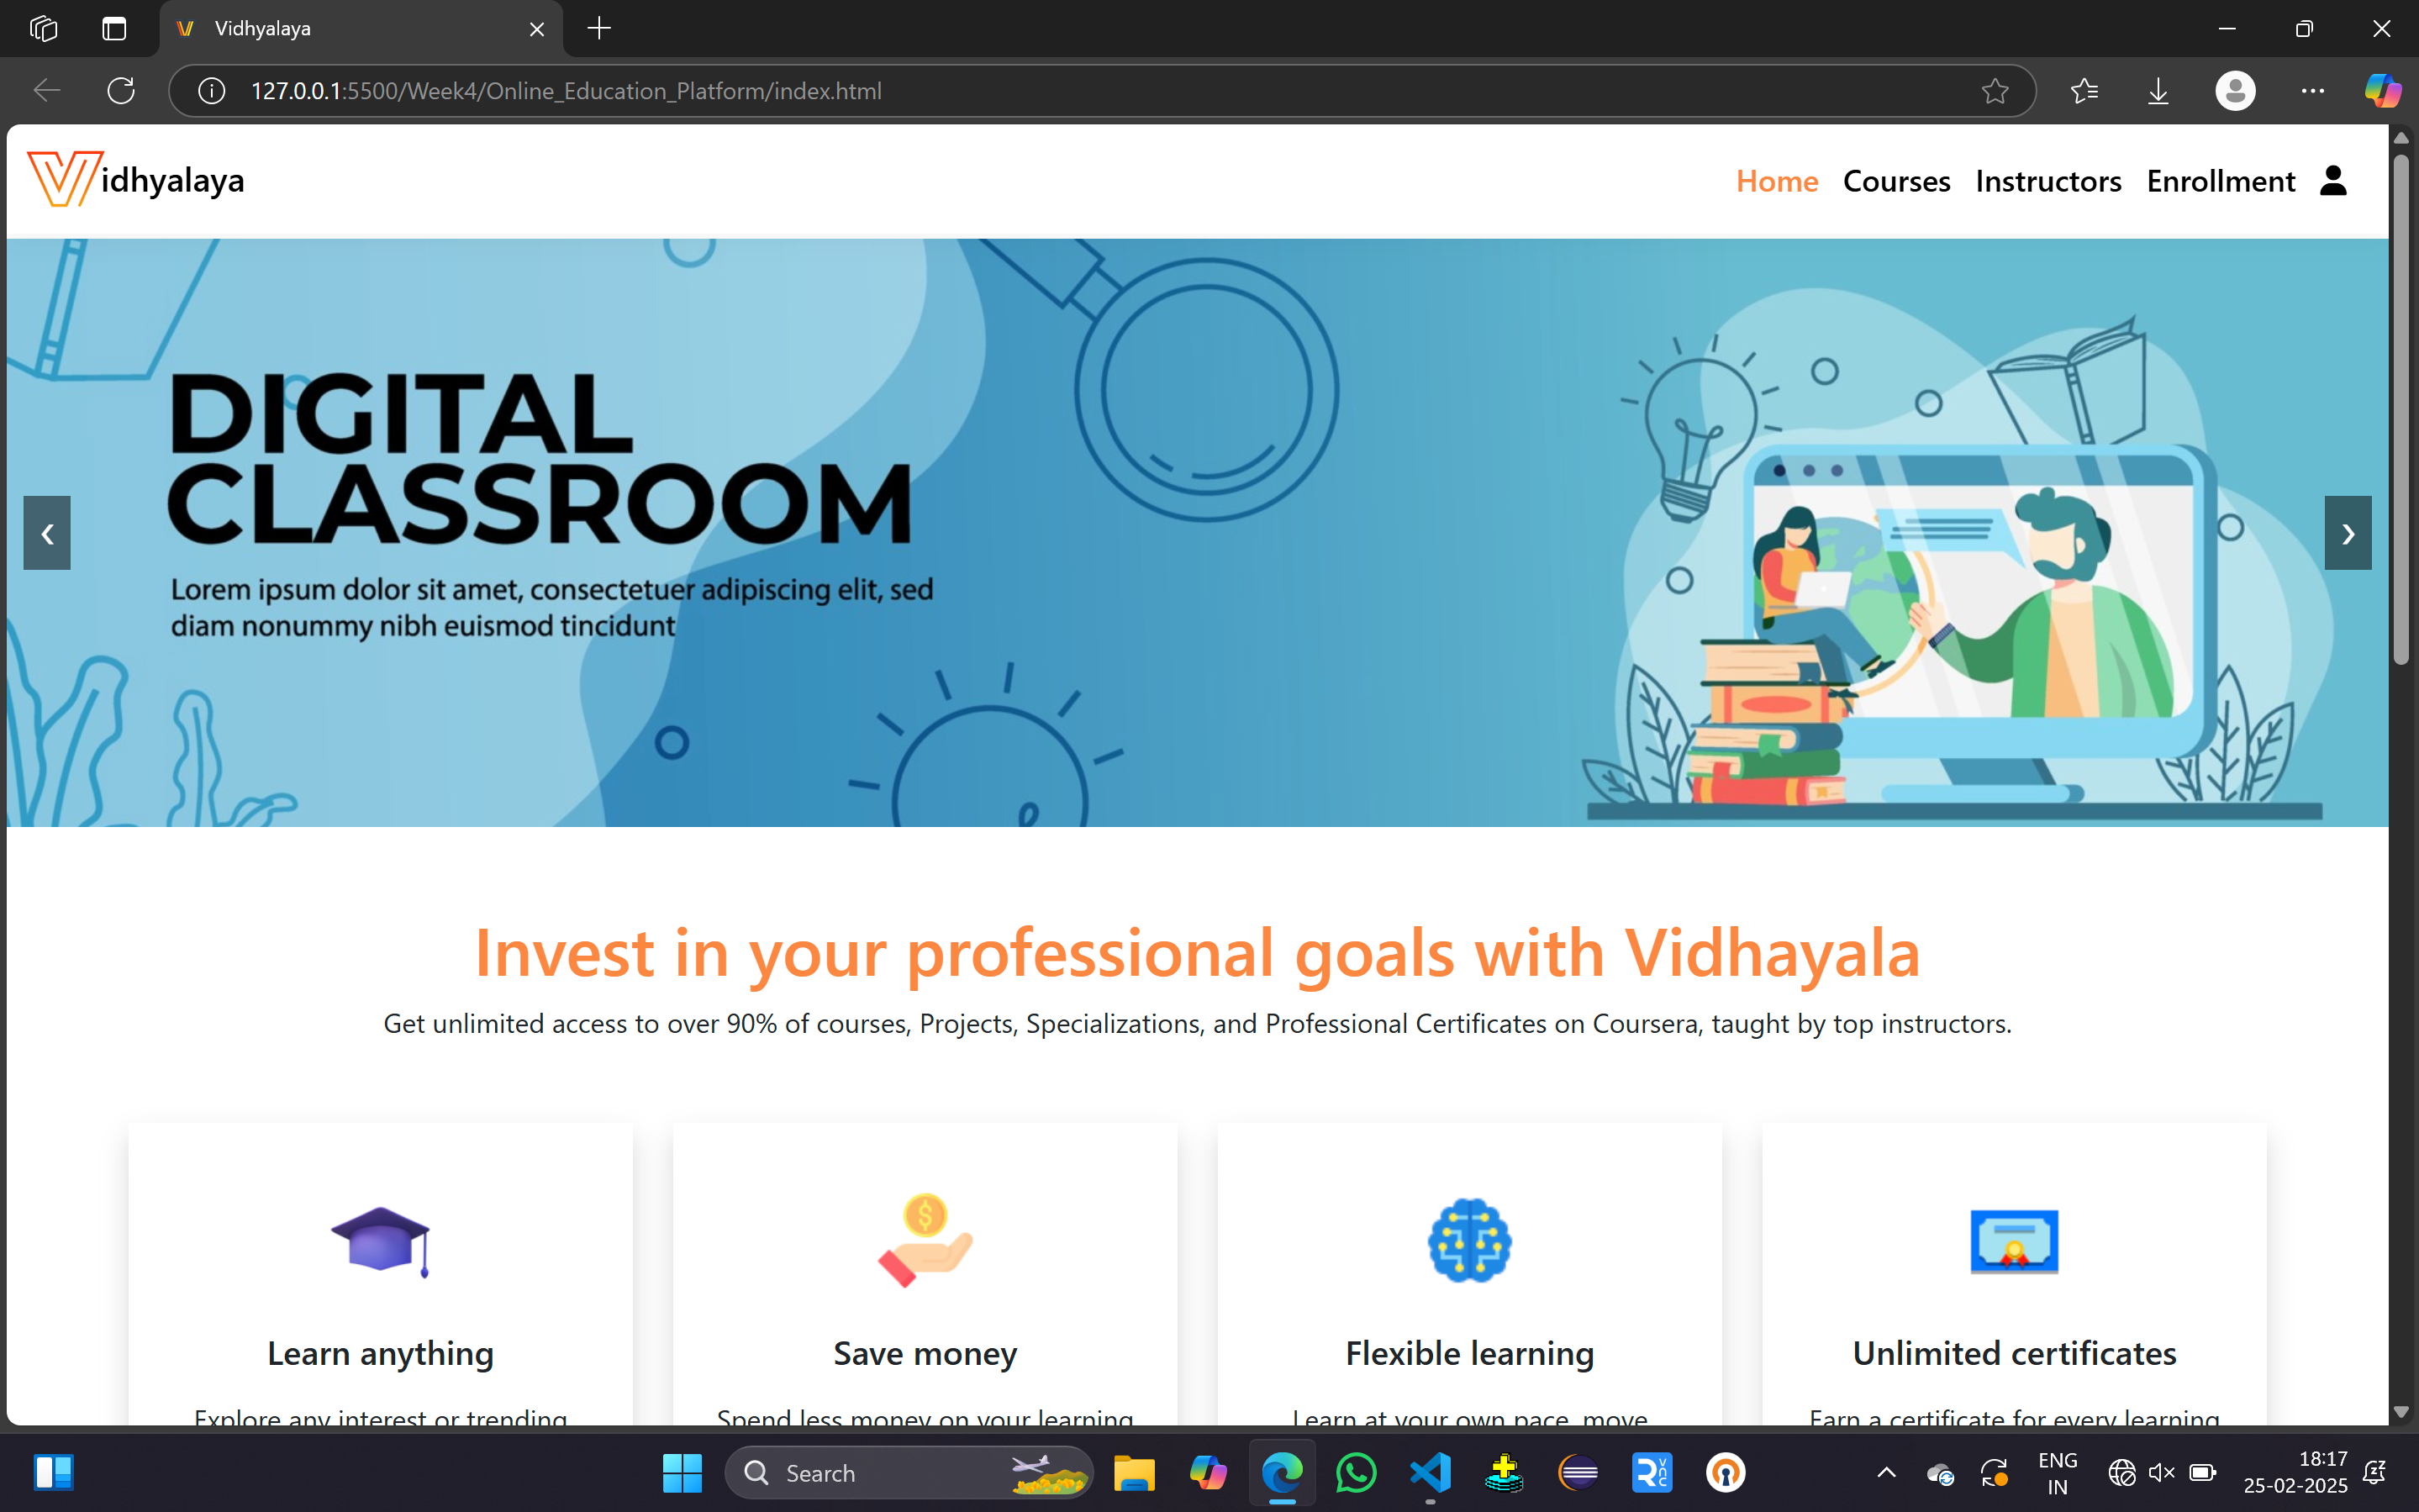 Vidhyalaya
127.0.0.1:5500/Week4/Online_Education_Platform/index.html
Vidhyalaya
Home Courses Instructors Enrollment
DIGITAL
CLASSROOM
Lorem ipsum dolor sit amet, consectetuer adipiscing elit, sed
diam nonummy nibh euismod tincidunt
❮
❯
Invest in your professional goals with Vidhayala
Get unlimited access to over 90% of courses, Projects, Specializations, and Professional Certificates on Coursera, taught by top instructors.
Learn anything
Save money
Flexible learning
Unlimited certificates
Explore any interest or trending
Spend less money on your learning
Learn at your own pace, move
Earn a certificate for every learning
Search
ENG
IN
18:17
25-02-2025